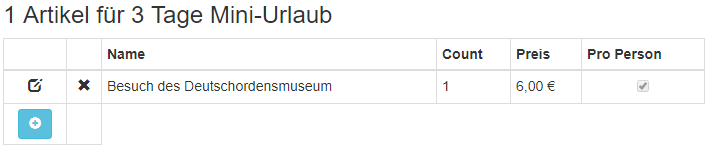 1 Artikel für 3 Tage Mini-Urlaub
Name Count Preis Pro Person
Besuch des Deutschordensmuseum 1 6,00 €